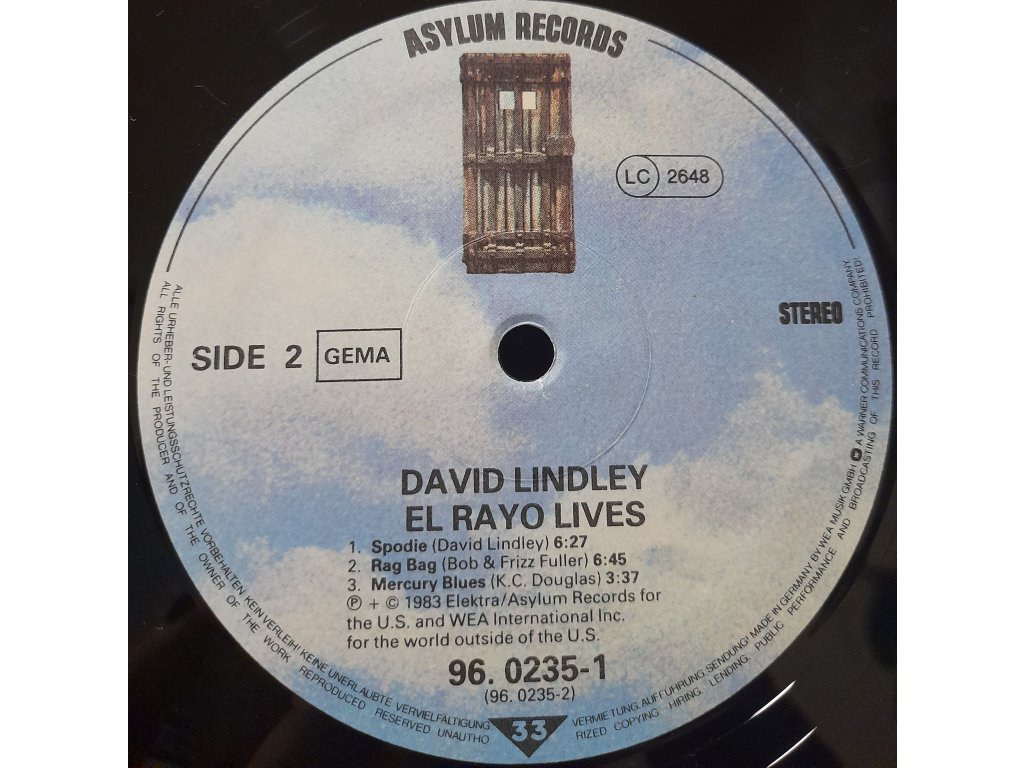 ASYLUM RECORDS
LC 2648
STEREO
SIDE 2 GEMA
DAVID LINDLEY
EL RAYO LIVES
1. Spodie (David Lindley) 6:27
2. Rag Bag (Bob & Frizz Fuller) 6:45
3. Mercury Blues (K.C. Douglas) 3:37
Ⓟ + © 1983 Elektra/Asylum Records for
the U.S. and WEA International Inc.
for the world outside of the U.S.
96. 0235-1
(96. 0235-2)
33
ALLE URHEBER- UND LEISTUNGSSCHUTZRECHTE VORBEHALTEN. KEIN VERLEIH! KEINE UNERLAUBTE VERVIELFÄLTIGUNG, VERMIETUNG, AUFFÜHRUNG, SENDUNG! MADE IN GERMANY BY WEA MUSIK GMBH A WARNER COMMUNICATIONS COMPANY
ALL RIGHTS OF THE PRODUCER AND OF THE OWNER OF THE WORK REPRODUCED RESERVED UNAUTHORIZED COPYING, HIRING, LENDING, PUBLIC PERFORMANCE AND BROADCASTING OF THIS RECORD PROHIBITED!